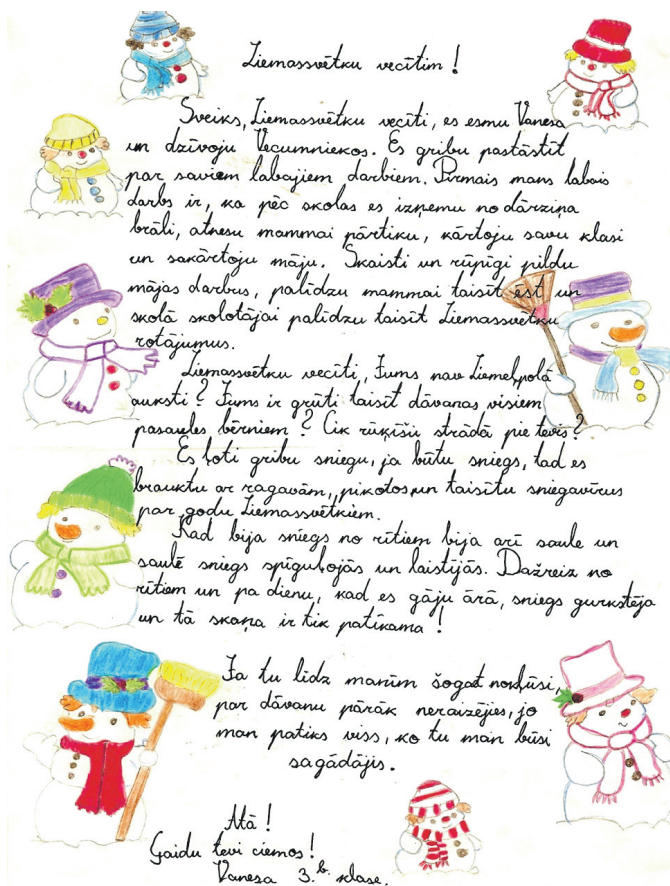 Ziemassvētku vecītim!
Sveiks, Ziemassvētku vecīti, es esmu Vanesa
un dzīvoju Vecumniekos. Es gribu pastāstīt
par saviem labajiem darbiem. Pirmais mans labais
darbs ir, ka pēc skolas es izņemu no dārziņa
brāli, atnesu mammai pārtiku, kārtoju savu klasi
un sakārtoju māju. Skaisti un rūpīgi pildu
mājas darbus, palīdzu mammai taisīt ēst un
skolā skolotājai palīdzu taisīt Ziemassvētku
rotājumus.
Ziemassvētku vecīti, Jums nav Ziemeļpolā
auksti? Jums ir grūti taisīt dāvanas visiem
pasaules bērniem? Cik rūķīši strādā pie tevis?
Es ļoti gribu sniegu, ja būtu sniegs, tad es
brauktu ar ragavām, pikotos un taisītu sniegavīrus
par godu Ziemassvētkiem.
Kad bija sniegs no rītiem bija arī saule un
saulē sniegs spīguļojās un laistījās. Dažreiz no
rītiem un pa dienu, kad es gāju ārā, sniegs gurkstēja
un tā skaņa ir tik patīkama!
Ja tu līdz manīm šogat nokļūsi,
par dāvanu pārāk neraizējes, jo
man patiks viss, ko tu man būsi
sagādājis.
Atā!
Gaidu tevi ciemos!
Vanesa 3.b klase.